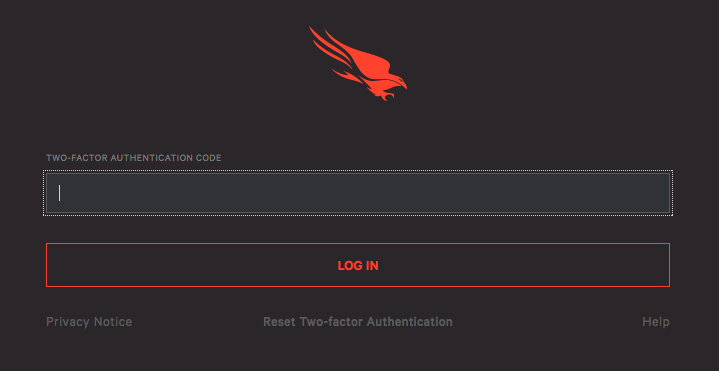 TWO-FACTOR AUTHENTICATION CODE
LOG IN
Privacy Notice Reset Two-factor Authentication Help